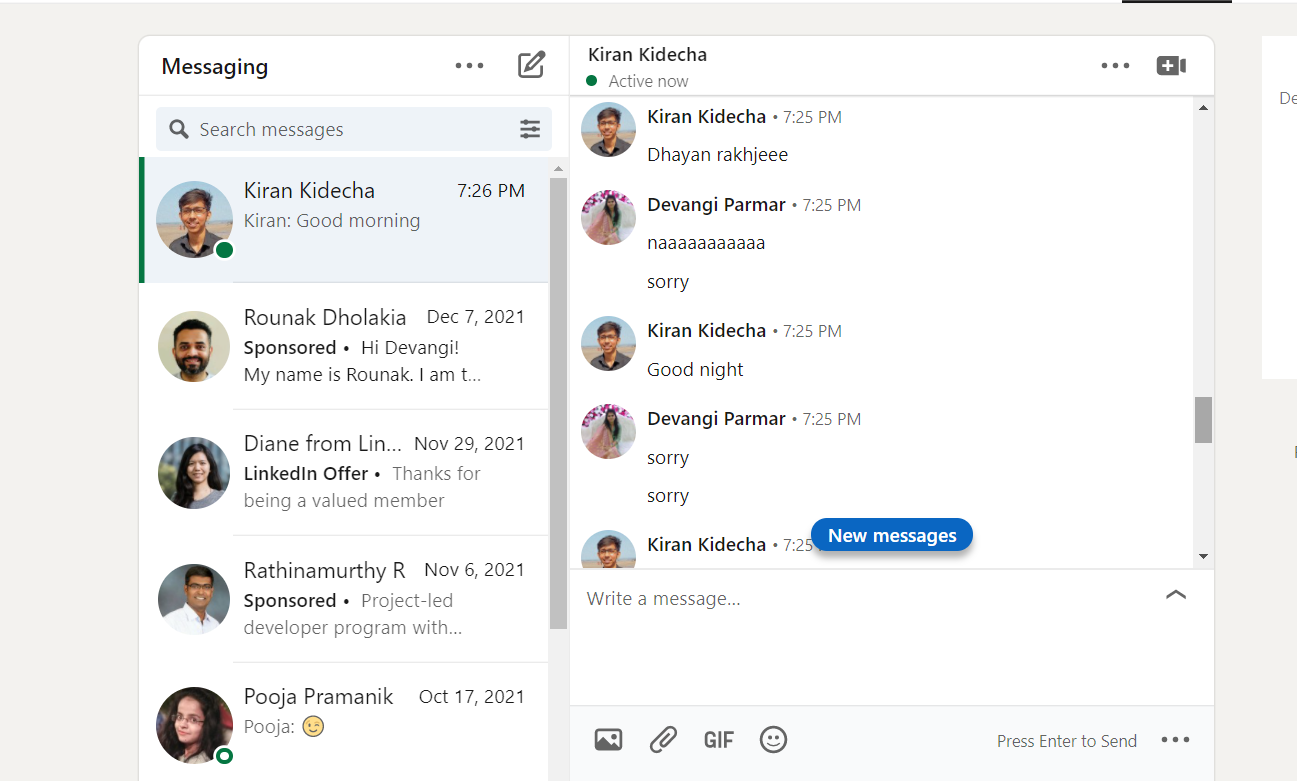 Messaging
Search messages
Kiran Kidecha 7:26 PM
Kiran: Good morning
Rounak Dholakia Dec 7, 2021
Sponsored • Hi Devangi!
My name is Rounak. I am t...
Diane from Lin... Nov 29, 2021
LinkedIn Offer • Thanks for
being a valued member
Rathinamurthy R Nov 6, 2021
Sponsored • Project-led
developer program with...
Pooja Pramanik Oct 17, 2021
Pooja: 😉
Kiran Kidecha
Active now
Kiran Kidecha • 7:25 PM
Dhayan rakhjeee
Devangi Parmar • 7:25 PM
naaaaaaaaaaa
sorry
Kiran Kidecha • 7:25 PM
Good night
Devangi Parmar • 7:25 PM
sorry
sorry
Kiran Kidecha • 7:25
New messages
Write a message...
GIF
Press Enter to Send
De